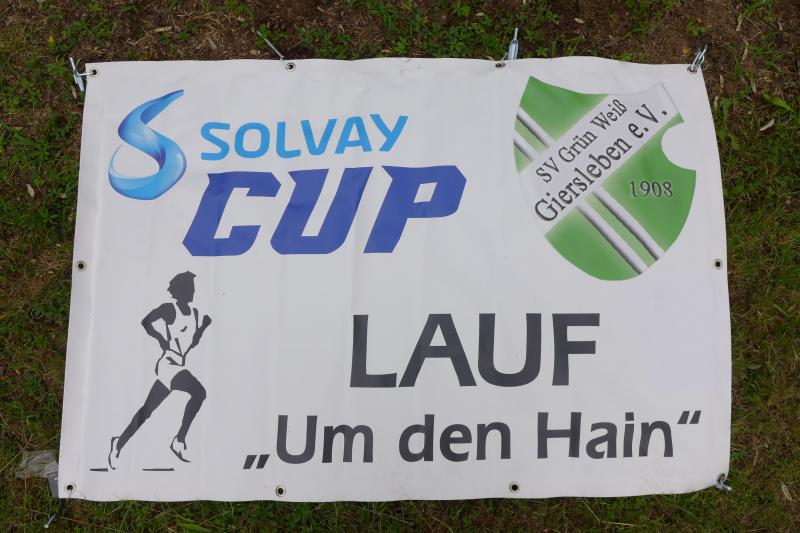 SOLVAY
CUP
SV Grün Weiß
Giersleben e.V.
1908
LAUF
„Um den Hain“